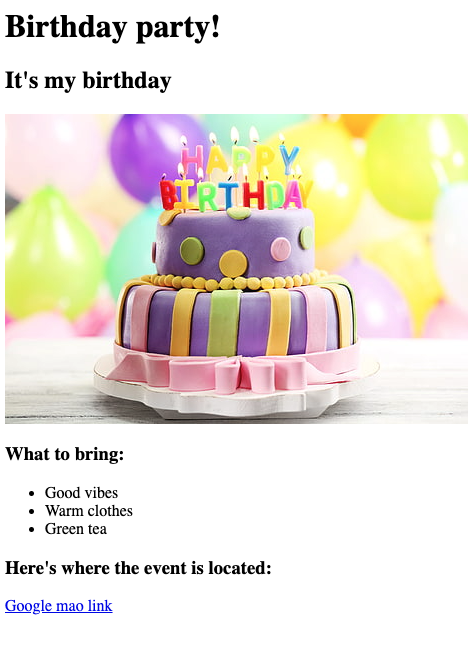 Birthday party!
It's my birthday
HAPPY
BIRTHDAY
What to bring:
Good vibes
Warm clothes
Green tea
Here's where the event is located:
Google mao link